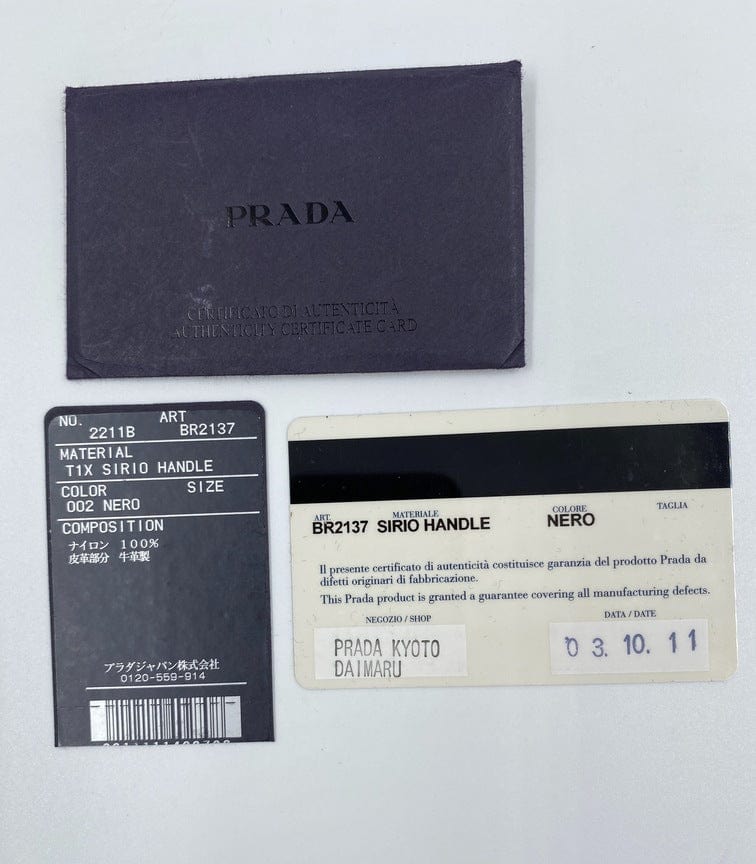 PRADA
CERTIFICATO DI AUTENTICITÀ
AUTHENTICITY CERTIFICATE CARD
NO. ART
2211B BR2137
MATERIAL
T1X SIRIO HANDLE
COLOR SIZE
002 NERO
COMPOSITION
ナイロン 100%
皮革部分 牛革製
プラダジャパン株式会社
0120-559-914
ART. MATERIALE COLORE TAGLIA
BR2137 SIRIO HANDLE NERO
Il presente certificato di autenticità costituisce garanzia del prodotto Prada da
difetti originari di fabbricazione.
This Prada product is granted a guarantee covering all manufacturing defects.
NEGOZIO / SHOP DATA / DATE
PRADA KYOTO
DAIMARU
03.10.11